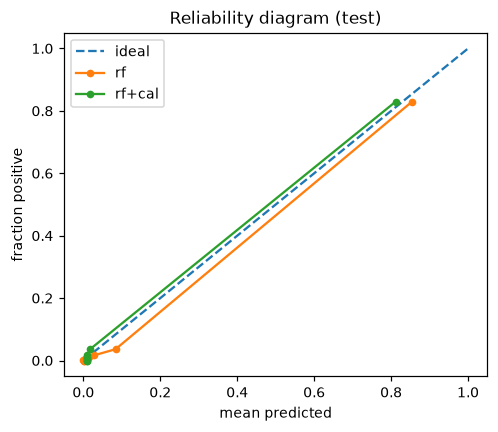 Reliability diagram (test)
ideal
rf
rf+cal
1.0
0.8
0.6
0.4
0.2
0.0
fraction positive
0.0 0.2 0.4 0.6 0.8 1.0
mean predicted